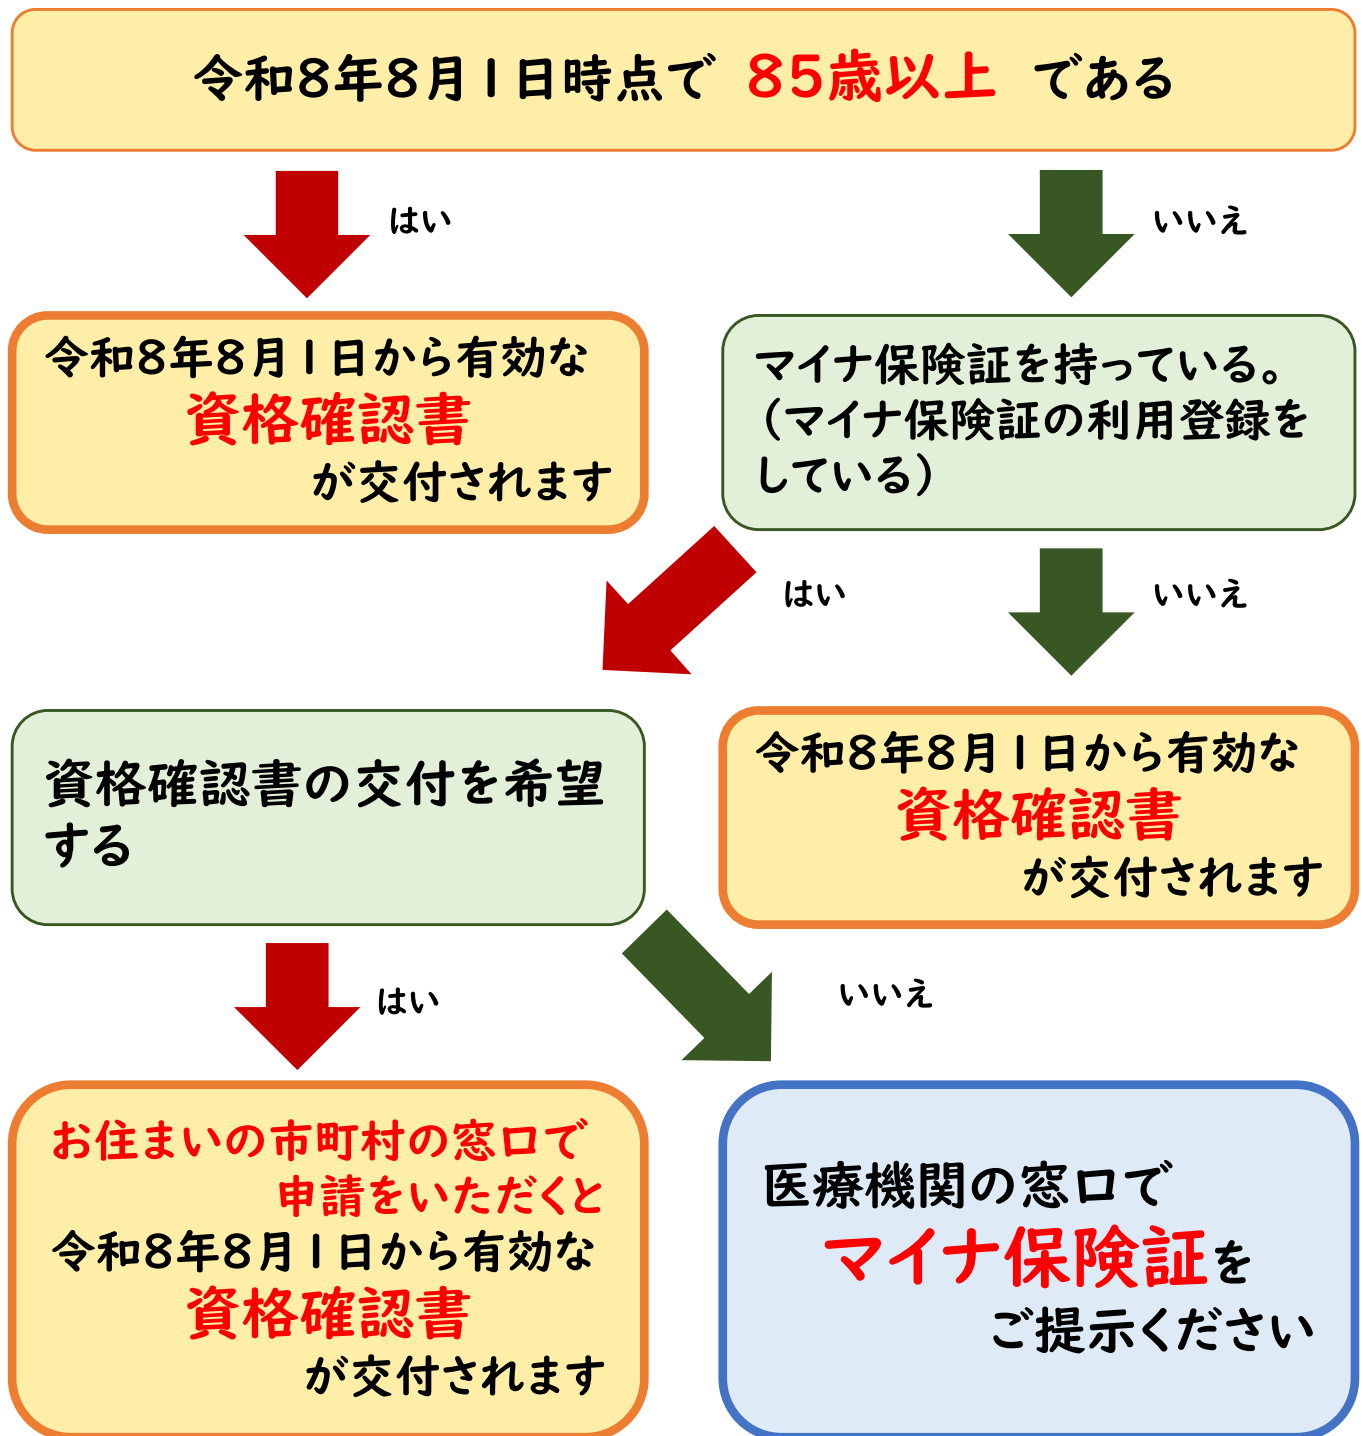 令和8年8月1日時点で 85歳以上 である
はい
いいえ
令和8年8月1日から有効な
資格確認書
が交付されます
マイナ保険証を持っている。
（マイナ保険証の利用登録を
している）
はい
いいえ
資格確認書の交付を希望
する
令和8年8月1日から有効な
資格確認書
が交付されます
はい
いいえ
お住まいの市町村の窓口で
申請をいただくと
令和8年8月1日から有効な
資格確認書
が交付されます
医療機関の窓口で
マイナ保険証を
ご提示ください